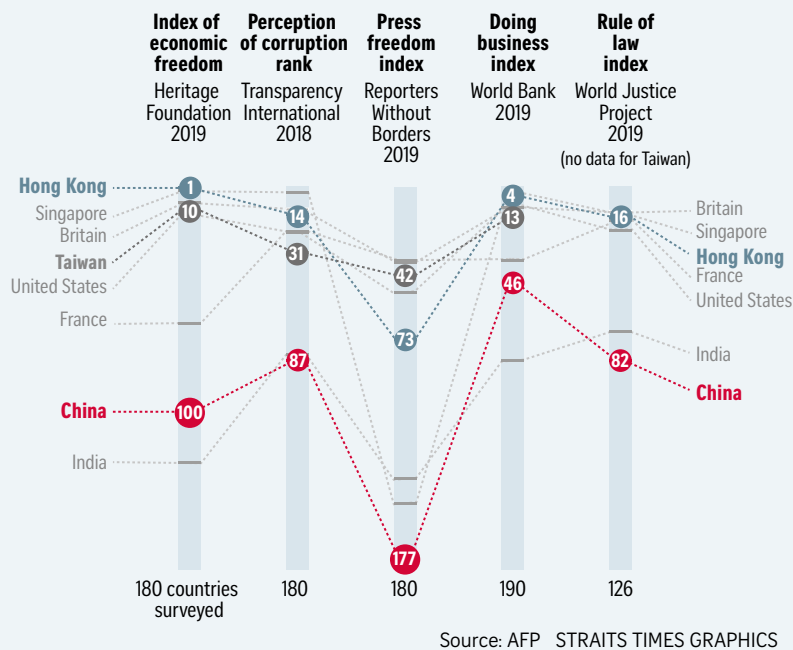 Index of
economic
freedom
Heritage
Foundation
2019
Perception
of corruption
rank
Transparency
International
2018
Press
freedom
index
Reporters
Without
Borders
2019
Doing
business
index
World Bank
2019
Rule of
law
index
World Justice
Project
2019
(no data for Taiwan)
Hong Kong
Singapore
Britain
Taiwan
United States
France
China
India
1
10
100
14
31
87
42
73
177
4
13
46
16
82
Britain
Singapore
Hong Kong
France
United States
India
China
180 countries
surveyed
180
180
190
126
Source: AFP STRAITS TIMES GRAPHICS